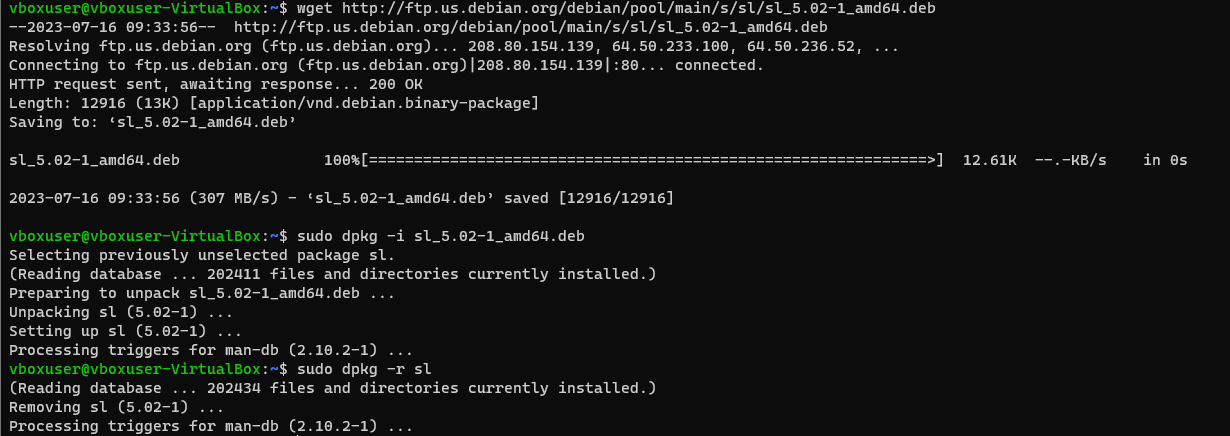 vboxuser@vboxuser-VirtualBox:~$ wget http://ftp.us.debian.org/debian/pool/main/s/sl/sl_5.02-1_amd64.deb
--2023-07-16 09:33:56--  http://ftp.us.debian.org/debian/pool/main/s/sl/sl_5.02-1_amd64.deb
Resolving ftp.us.debian.org (ftp.us.debian.org)... 208.80.154.139, 64.50.233.100, 64.50.236.52, ...
Connecting to ftp.us.debian.org (ftp.us.debian.org)|208.80.154.139|:80... connected.
HTTP request sent, awaiting response... 200 OK
Length: 12916 (13K) [application/vnd.debian.binary-package]
Saving to: ‘sl_5.02-1_amd64.deb’
sl_5.02-1_amd64.deb                100%[==============================================================>]  12.61K  --.-KB/s    in 0s
2023-07-16 09:33:56 (307 MB/s) - ‘sl_5.02-1_amd64.deb’ saved [12916/12916]
vboxuser@vboxuser-VirtualBox:~$ sudo dpkg -i sl_5.02-1_amd64.deb
Selecting previously unselected package sl.
(Reading database ... 202411 files and directories currently installed.)
Preparing to unpack sl_5.02-1_amd64.deb ...
Unpacking sl (5.02-1) ...
Setting up sl (5.02-1) ...
Processing triggers for man-db (2.10.2-1) ...
vboxuser@vboxuser-VirtualBox:~$ sudo dpkg -r sl
(Reading database ... 202434 files and directories currently installed.)
Removing sl (5.02-1) ...
Processing triggers for man-db (2.10.2-1) ...